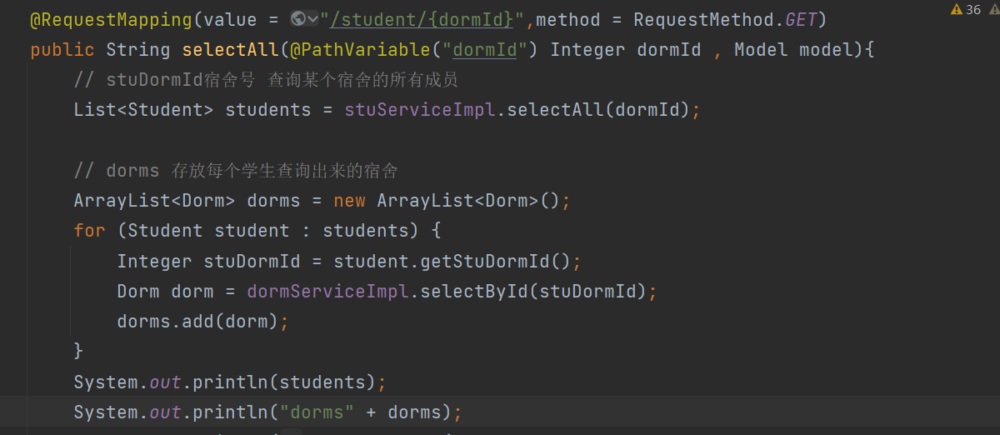 36
@RequestMapping(value = "/student/{dormId}",method = RequestMethod.GET)
public String selectAll(@PathVariable("dormId") Integer dormId , Model model){
// stuDormId宿舍号 查询某个宿舍的所有成员
List<Student> students = stuServiceImpl.selectAll(dormId);
// dorms 存放每个学生查询出来的宿舍
ArrayList<Dorm> dorms = new ArrayList<Dorm>();
for (Student student : students) {
Integer stuDormId = student.getStuDormId();
Dorm dorm = dormServiceImpl.selectById(stuDormId);
dorms.add(dorm);
}
System.out.println(students);
System.out.println("dorms" + dorms);